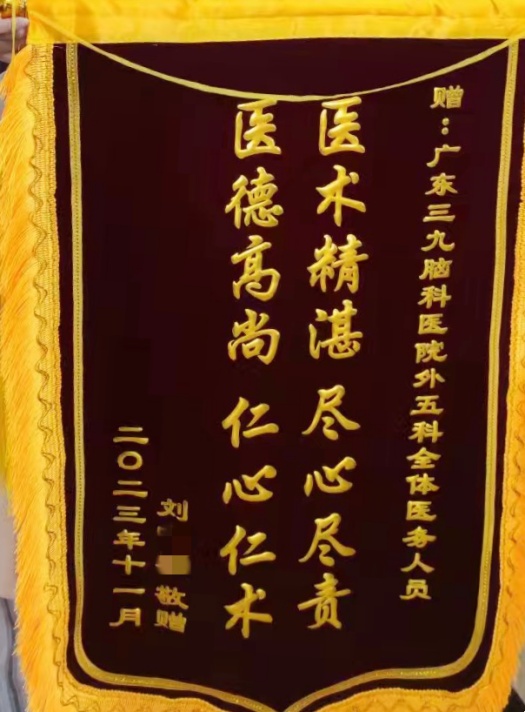 赠：广东三九脑科医院外五科全体医务人员
医术精湛 尽心尽责
医德高尚 仁心仁术
刘 敬赠
二〇二三年十一月